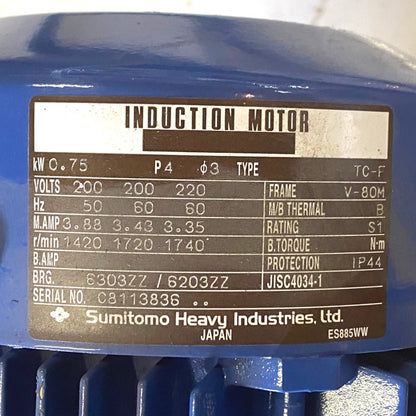 INDUCTION MOTOR
kW 0.75 P4 ϕ3 TYPE TC-F
VOLTS 200 200 220 FRAME V-80M
Hz 50 60 60 M/B THERMAL B
M.AMP 3.88 3.43 3.35 RATING S1
r/min 1420 1720 1740 B.TORQUE N·m
B.AMP PROTECTION IP44
BRG. 6303ZZ/6203ZZ JISC4034-1
SERIAL NO. C8113836 ..
Sumitomo Heavy Industries, Ltd.
JAPAN ES885WW